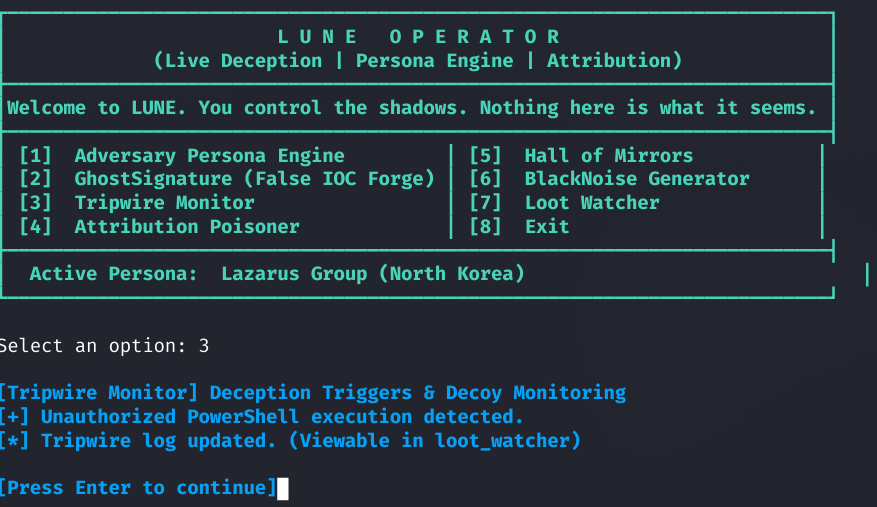 L U N E   O P E R A T O R
(Live Deception | Persona Engine | Attribution)
Welcome to LUNE. You control the shadows. Nothing here is what it seems.
[1]  Adversary Persona Engine | [5]  Hall of Mirrors
[2]  GhostSignature (False IOC Forge) | [6]  BlackNoise Generator
[3]  Tripwire Monitor | [7]  Loot Watcher
[4]  Attribution Poisoner | [8]  Exit
Active Persona:  Lazarus Group (North Korea)
Select an option: 3
[Tripwire Monitor] Deception Triggers & Decoy Monitoring
[+] Unauthorized PowerShell execution detected.
[*] Tripwire log updated. (Viewable in loot_watcher)
[Press Enter to continue]